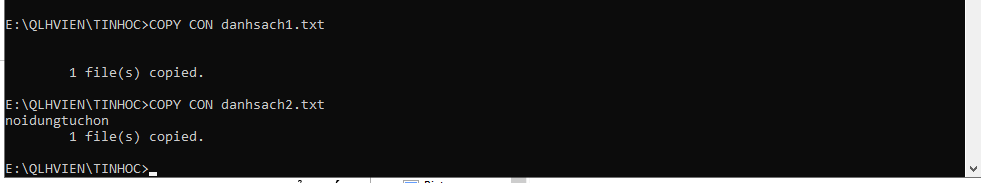 E:\QLHVIEN\TINHOC>COPY CON danhsach1.txt
1 file(s) copied.
E:\QLHVIEN\TINHOC>COPY CON danhsach2.txt
noidungtuchon
1 file(s) copied.
E:\QLHVIEN\TINHOC>